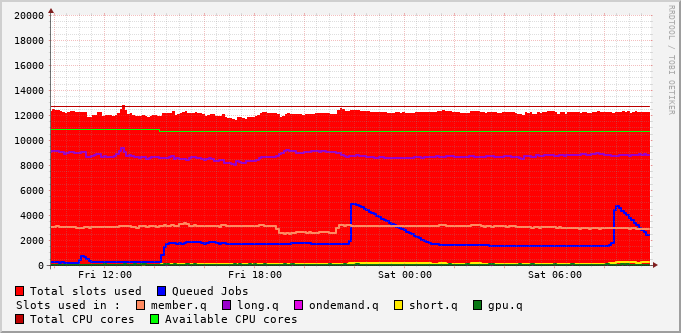 RRDTOOL / TOBI OETIKER
20000
18000
16000
14000
12000
10000
8000
6000
4000
2000
0
Fri 12:00 Fri 18:00 Sat 00:00 Sat 06:00
Total slots used Queued Jobs
Slots used in : member.q long.q ondemand.q short.q gpu.q
Total CPU cores Available CPU cores